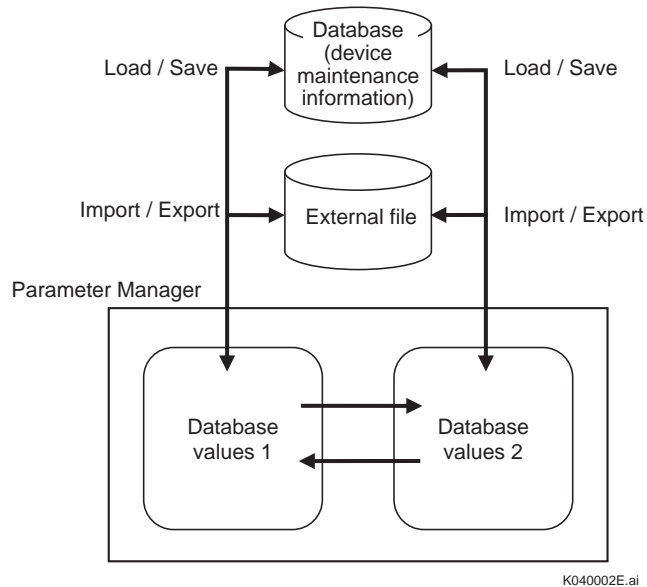 Database
(device
maintenance
information)
Load / Save
Load / Save
External file
Import / Export
Import / Export
Parameter Manager
Database
values 1
Database
values 2
K040002E.ai